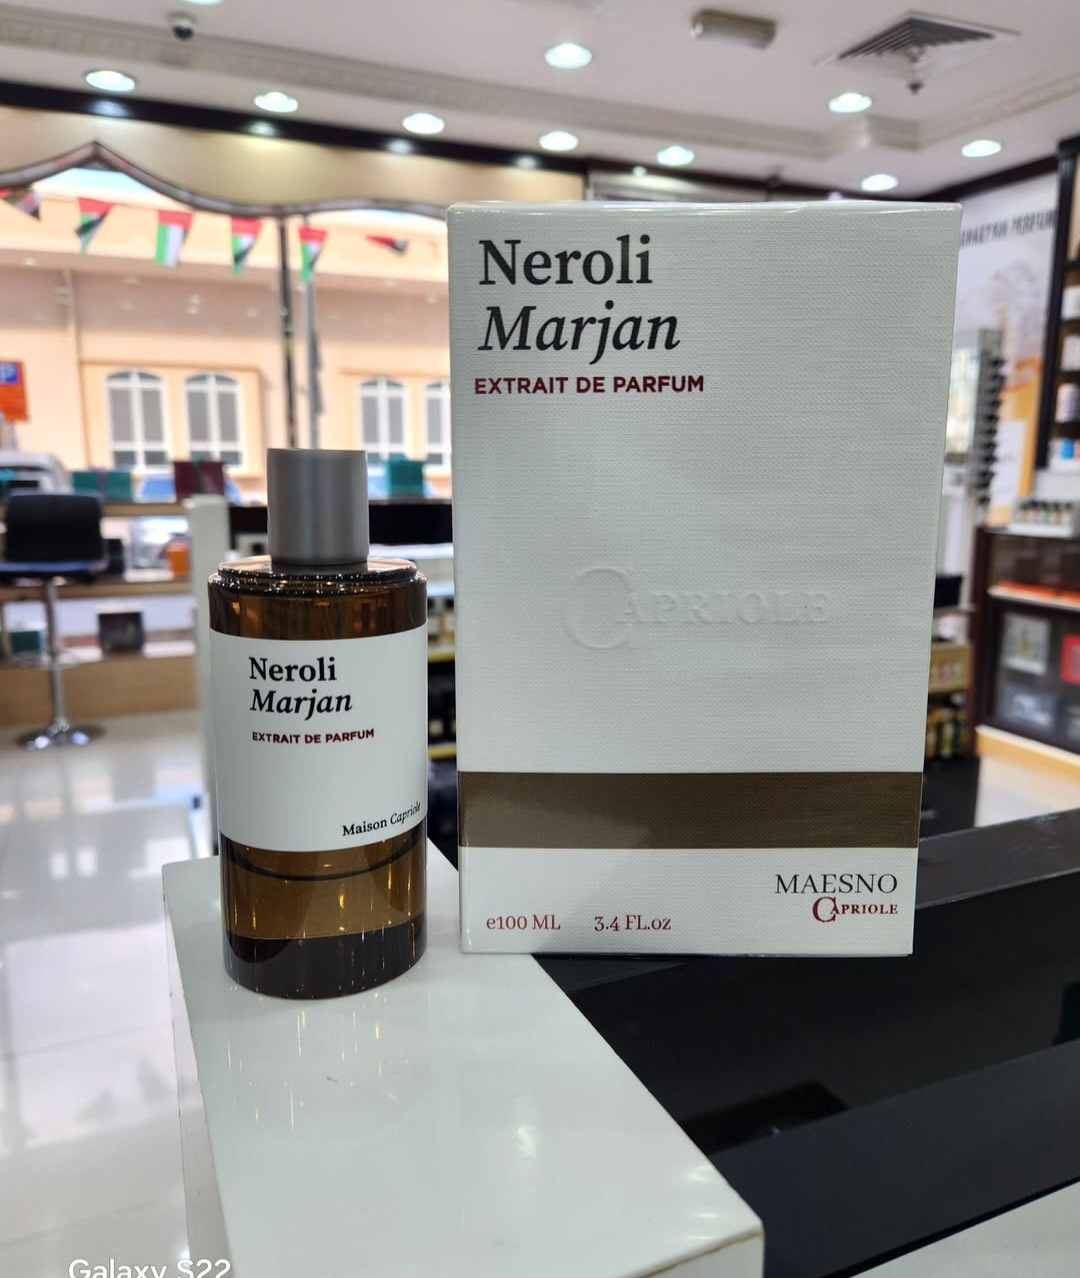 Neroli
Marjan
EXTRAIT DE PARFUM
CAPRIOLE
MAESNO
CAPRIOLE
e100 ML 3.4 FL.oz
Neroli
Marjan
EXTRAIT DE PARFUM
Maison Capriole
P
Galaxy S22